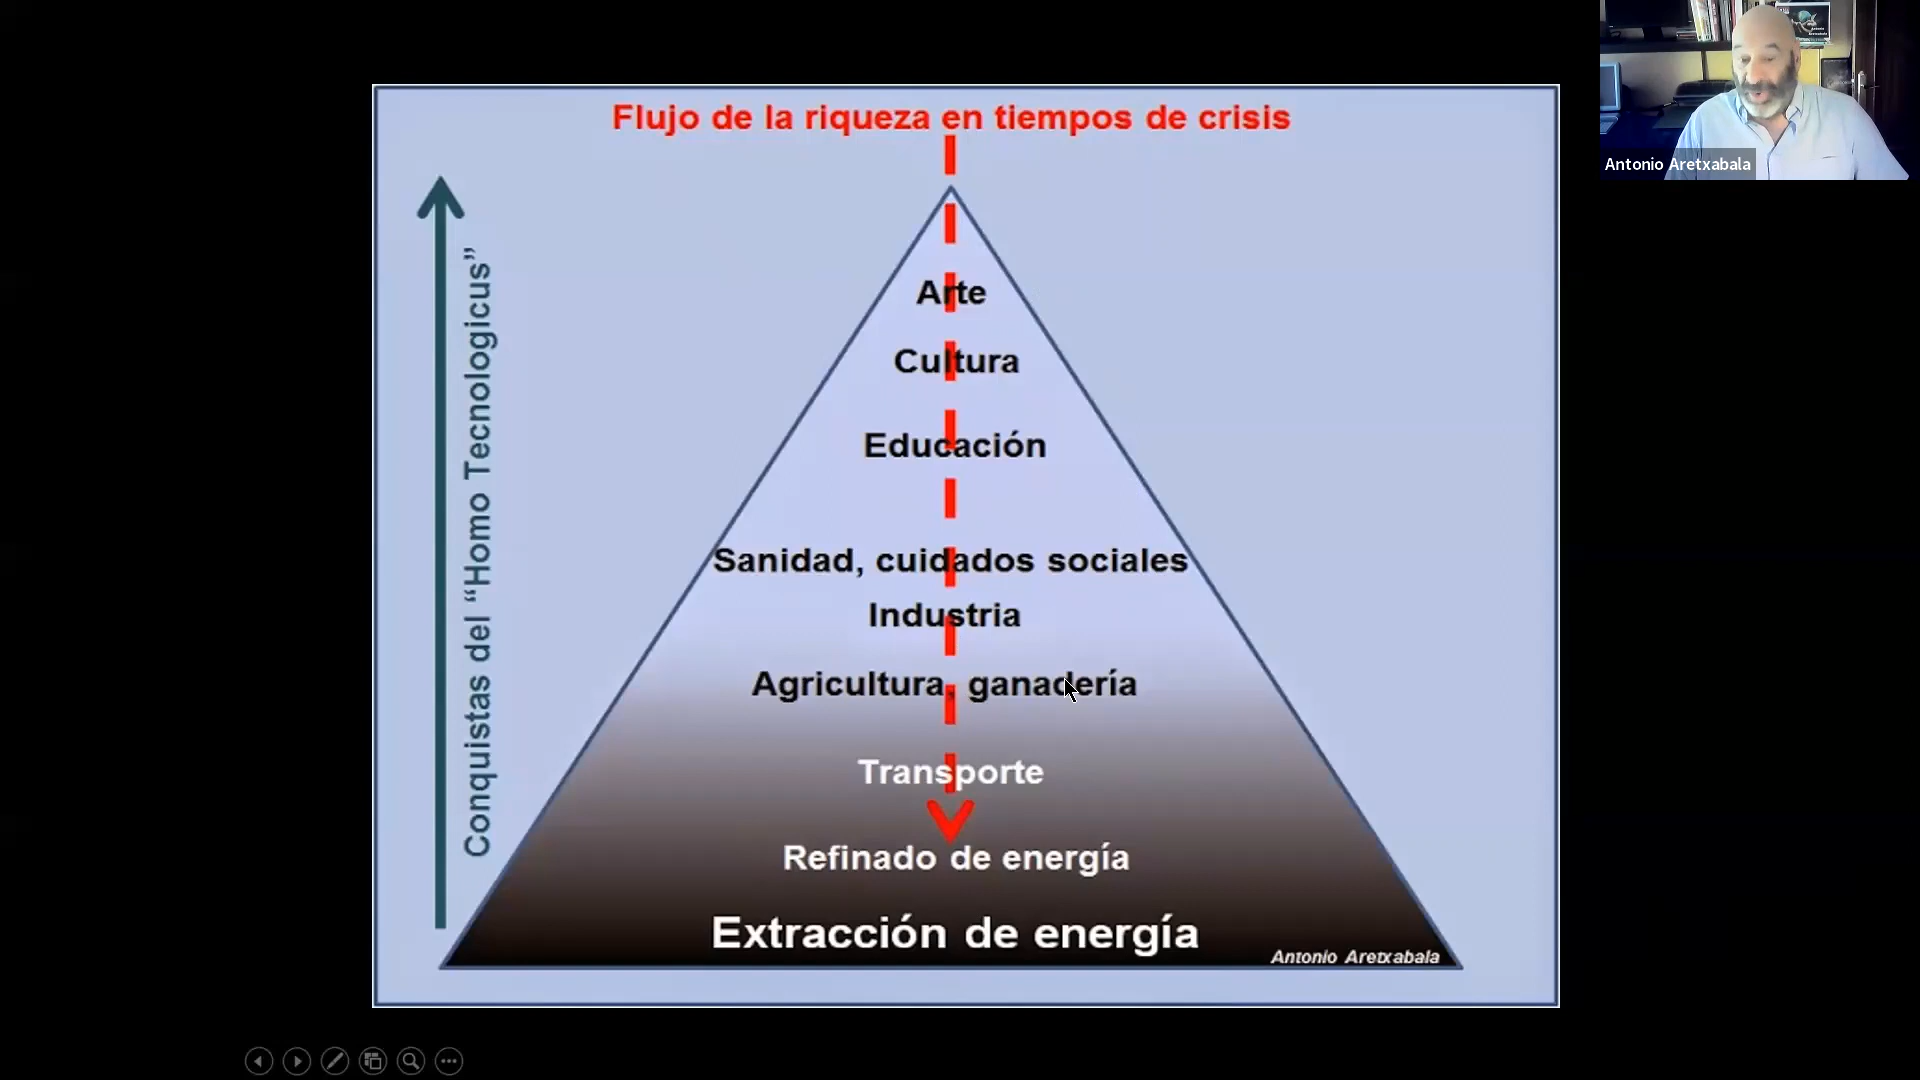 Flujo de la riqueza en tiempos de crisis
Conquistas del “Homo Tecnologicus”
Arte
Cultura
Educación
Sanidad, cuidados sociales
Industria
Agricultura, ganadería
Transporte
Refinado de energía
Extracción de energía
Antonio Aretxabala
Antonio Aretxabala